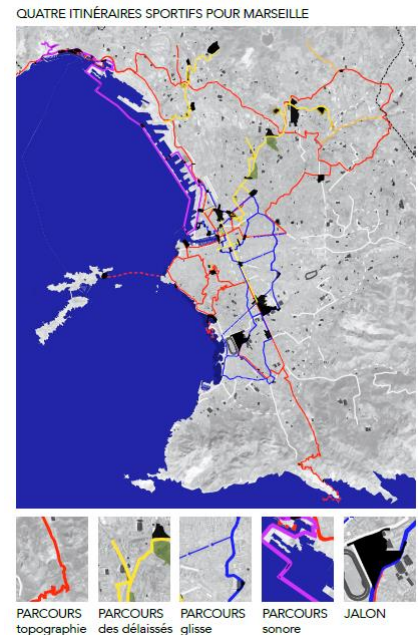 QUATRE ITINÉRAIRES SPORTIFS POUR MARSEILLE
PARCOURS
topographie
PARCOURS
des délaissés
PARCOURS
glisse
PARCOURS
sonore
JALON